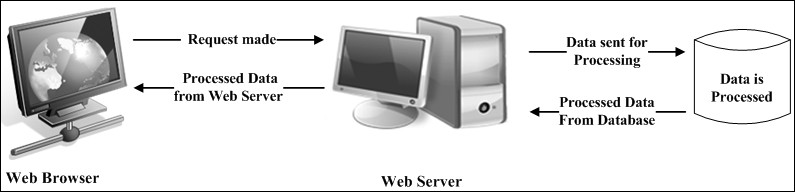 Request made
Processed Data
from Web Server
Data sent for
Processing
Processed Data
From Database
Data is
Processed
Web Browser
Web Server